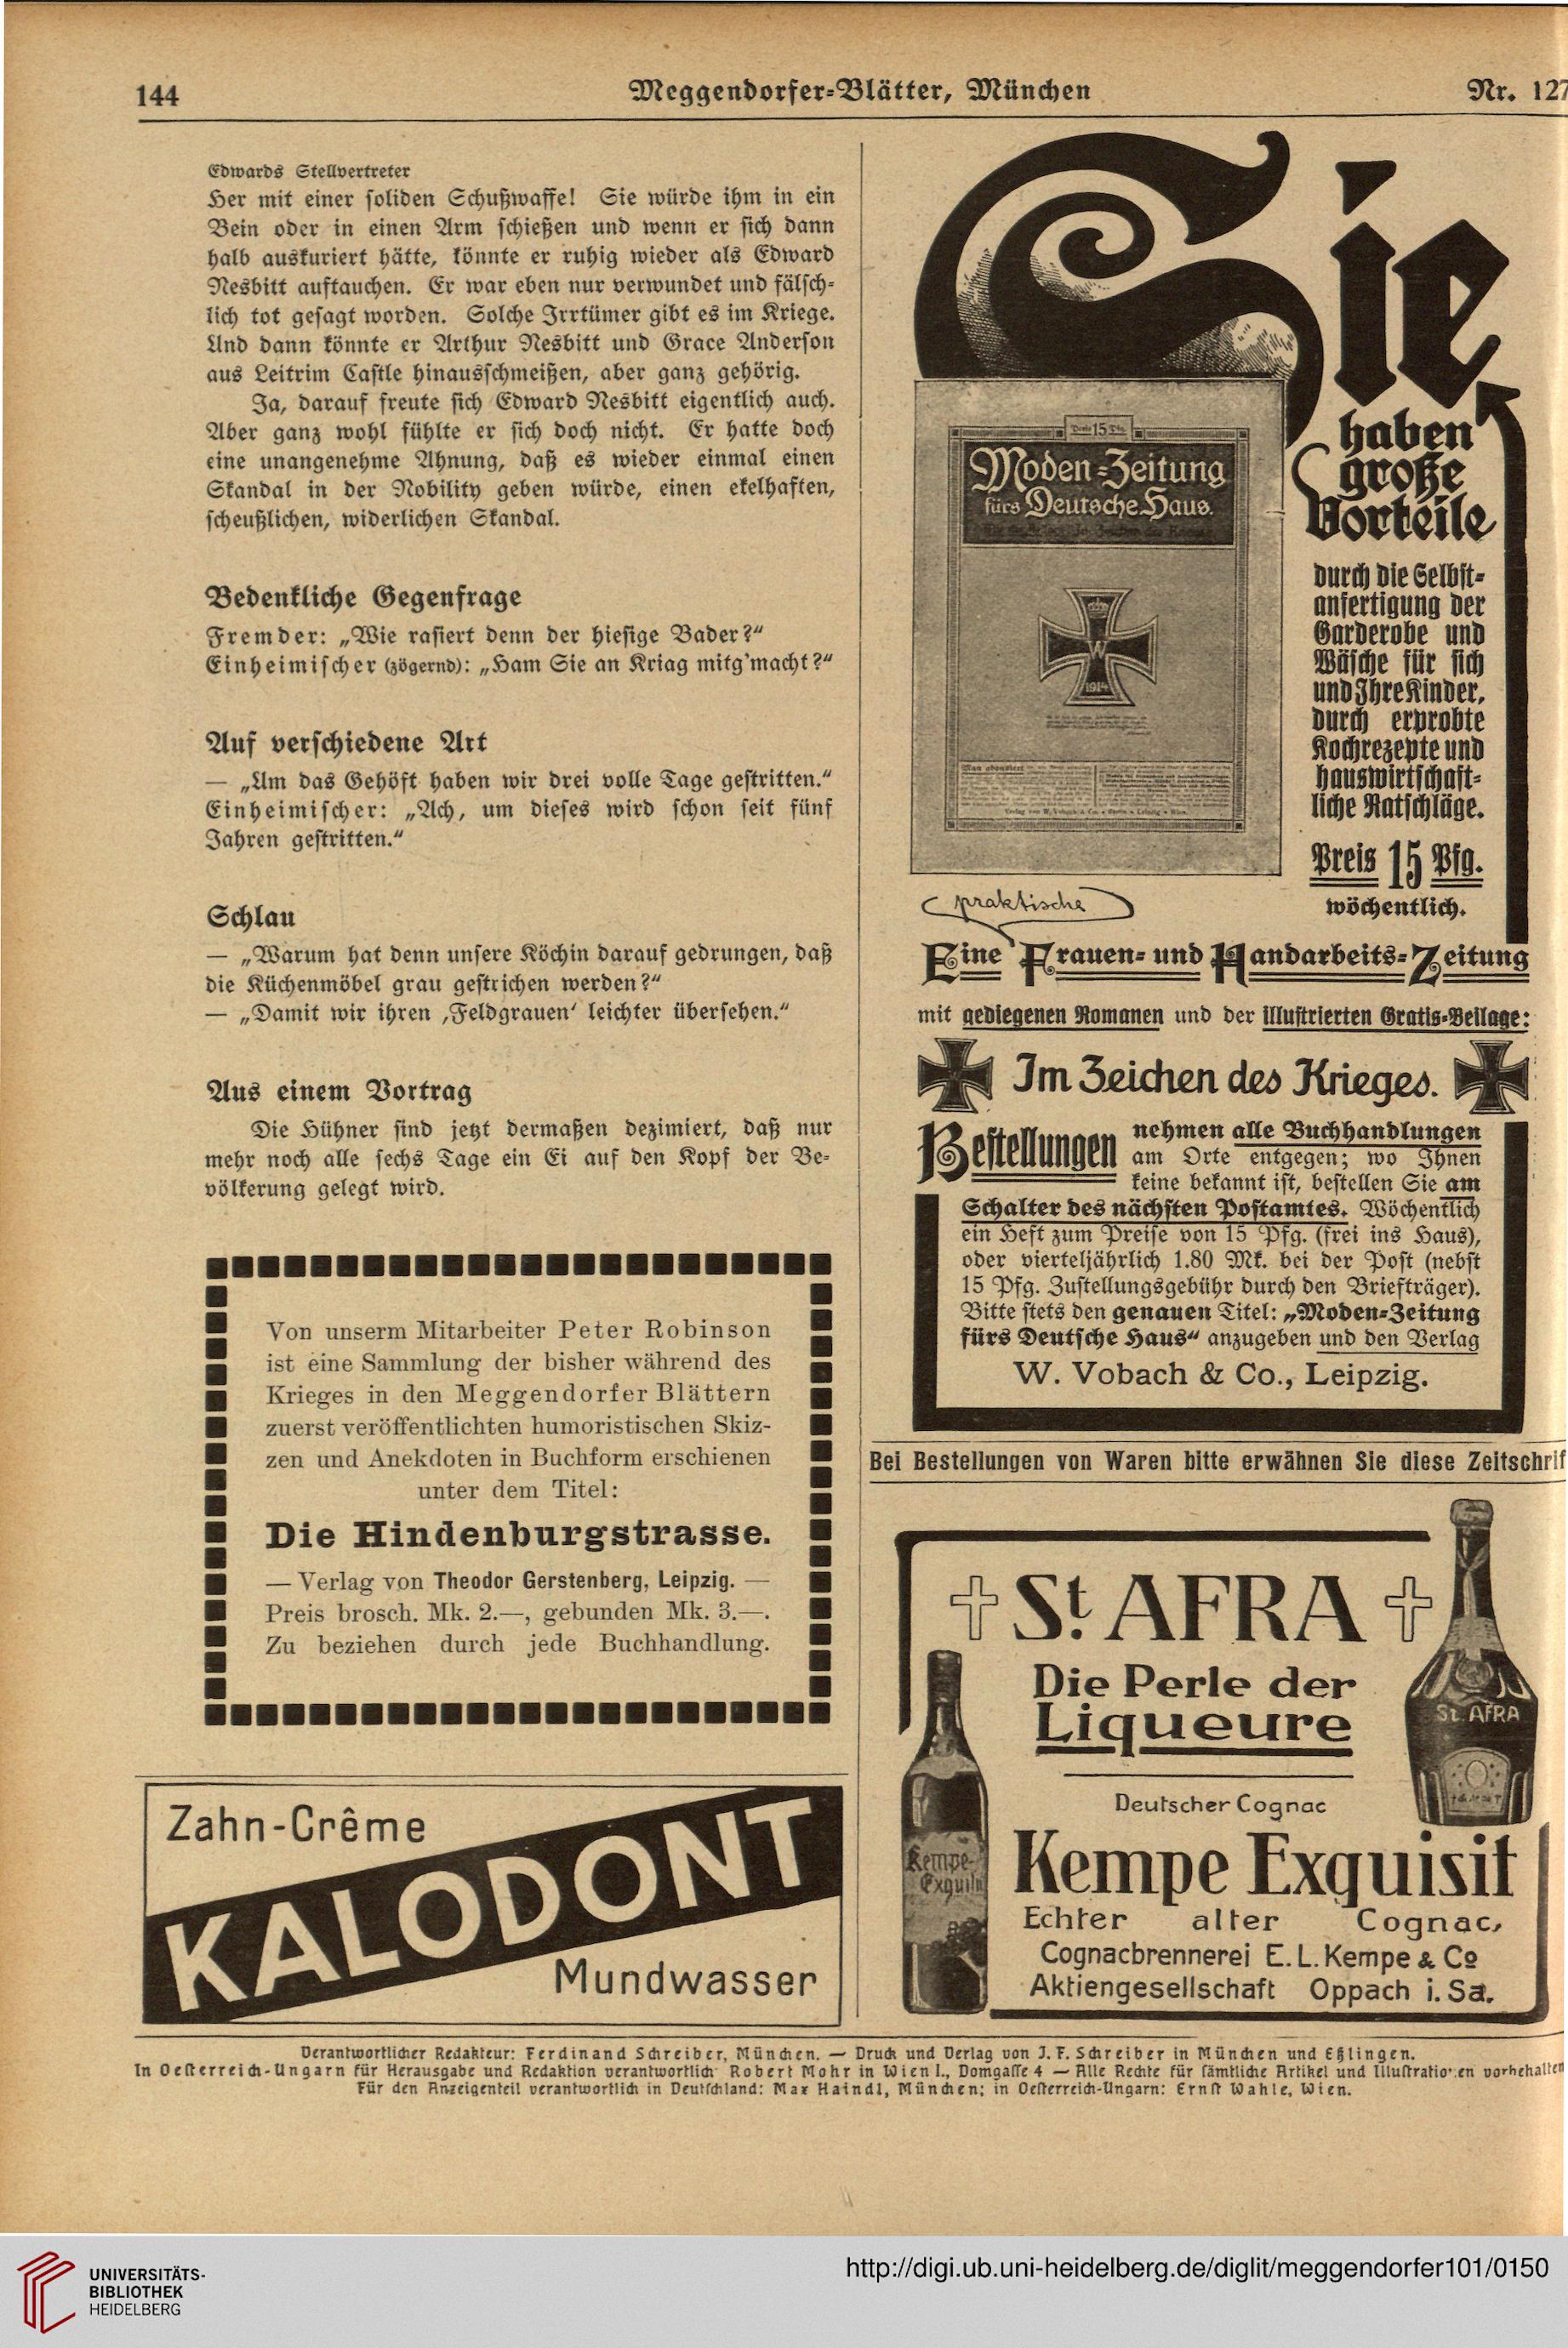 144
Meggendorfer-Blätter, München
Nr. 127
Edwards Stellvertreter
Her mit einer soliden Schußwaffe! Sie würde ihm in ein
Bein oder in einen Arm schießen und wenn er sich dann
halb auskuriert hätte, könnte er ruhig wieder als Edward
Nesbitt auftauchen. Er war eben nur verwundet und fälsch-
lich tot gesagt worden. Solche Irrtümer gibt es im Kriege.
Und dann könnte er Arthur Nesbitt und Grace Anderson
aus Leitrim Castle hinausschmeißen, aber ganz gehörig.
Ja, darauf freute sich Edward Nesbitt eigentlich auch.
Aber ganz wohl fühlte er sich doch nicht. Er hatte doch
eine unangenehme Ahnung, daß es wieder einmal einen
Skandal in der Nobility geben würde, einen ekelhaften,
scheußlichen, widerlichen Skandal.
Bedenkliche Gegenfrage
Fremder: „Wie rasiert denn der hiesige Bader?“
Einheimischer (zögernd): „Ham Sie an Kriag mitg'macht?“
Auf verschiedene Art
— „Um das Gehöft haben wir drei volle Tage gestritten.“
Einheimischer: „Ach, um dieses wird schon seit fünf
Jahren gestritten.“
Schlau
— „Warum hat denn unsere Köchin darauf gedrungen, daß
die Küchenmöbel grau gestrichen werden?“
— „Damit wir ihren ‚Feldgrauen‘ leichter übersehen.“
Aus einem Vortrag
Die Hühner sind jetzt dermaßen dezimiert, daß nur
mehr noch alle sechs Tage ein Ei auf den Kopf der Be-
völkerung gelegt wird.
Von unserm Mitarbeiter Peter Robinson
ist eine Sammlung der bisher während des
Krieges in den Meggendorfer Blättern
zuerst veröffentlichten humoristischen Skiz-
zen und Anekdoten in Buchform erschienen
unter dem Titel:
Die Hindenburgstrasse.
— Verlag von Theodor Gerstenberg, Leipzig. —
Preis brosch. Mk. 2.—, gebunden Mk. 3.—.
Zu beziehen durch jede Buchhandlung.
Zahn-Crême
KALODONT
Mundwasser
Sie
haben
große
Vorteile
durch die Selbst-
anfertigung der
Garderobe und
Wäsche für sich
und Ihre Kinder,
durch erprobte
Kochrezepte und
hauswirtschaft-
liche Ratschläge.
Preis 15 Pfg.
wöchentlich.
Preis 15 Pfg.
Moden-Zeitung
fürs Deutsche Haus.
W
1914
praktische
Eine Frauen- und Handarbeits-Zeitung
mit gediegenen Romanen und der illustrierten Gratis-Beilage:
Im Zeichen des Krieges.
Bestellungen nehmen alle Buchhandlungen
am Orte entgegen; wo Ihnen
keine bekannt ist, bestellen Sie am
Schalter des nächsten Postamtes. Wöchentlich
ein Heft zum Preise von 15 Pfg. (frei ins Haus),
oder vierteljährlich 1.80 Mk. bei der Post (nebst
15 Pfg. Zustellungsgebühr durch den Briefträger).
Bitte stets den genauen Titel: „Moden-Zeitung
fürs Deutsche Haus“ anzugeben und den Verlag
W. Vobach & Co., Leipzig.
Bei Bestellungen von Waren bitte erwähnen Sie diese Zeitschrif
St. AFRA
Die Perle der
Liqueure
St. AFRA
Deutscher Cognac
Kempe Exquisit
Kempe-
Exquisit
Echter alter Cognac,
Cognacbrennerei E. L. Kempe & Co
Aktiengesellschaft Oppach i. Sa.
Verantwortlicher Redakteur: Ferdinand Schreiber, München. — Druck und Verlag von J. F. Schreiber in München und Eßlingen.
In Oesterreich-Ungarn für Herausgabe und Redaktion verantwortlich Robert Mohr in Wien I., Domgasse 4 — Alle Rechte für sämtliche Artikel und Illustrationen vorbehalten
Für den Anzeigenteil verantwortlich in Deutschland: Max Haindl, München; in Oesterreich-Ungarn: Ernst Wahle, Wien.
UNIVERSITÄTS-
BIBLIOTHEK
HEIDELBERG
http://digi.ub.uni-heidelberg.de/diglit/meggendorfer101/0150